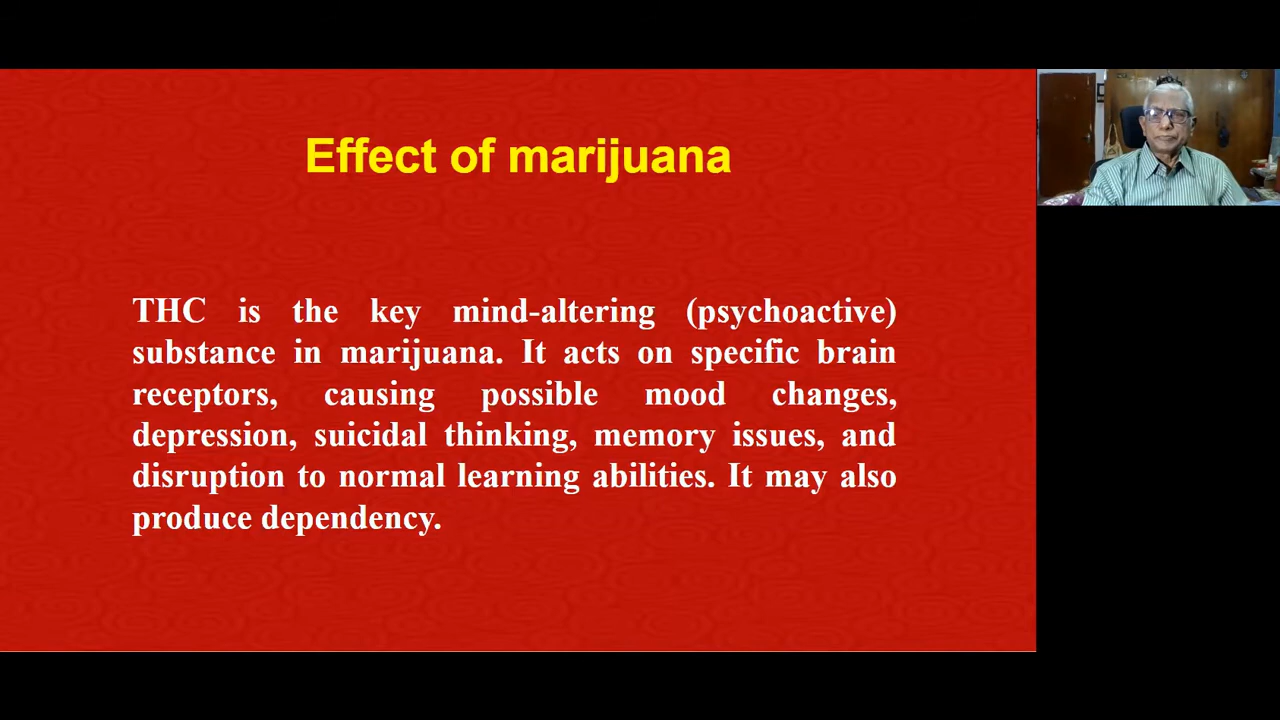 Effect of marijuana
THC is the key mind-altering (psychoactive)
substance in marijuana. It acts on specific brain
receptors, causing possible mood changes,
depression, suicidal thinking, memory issues, and
disruption to normal learning abilities. It may also
produce dependency.